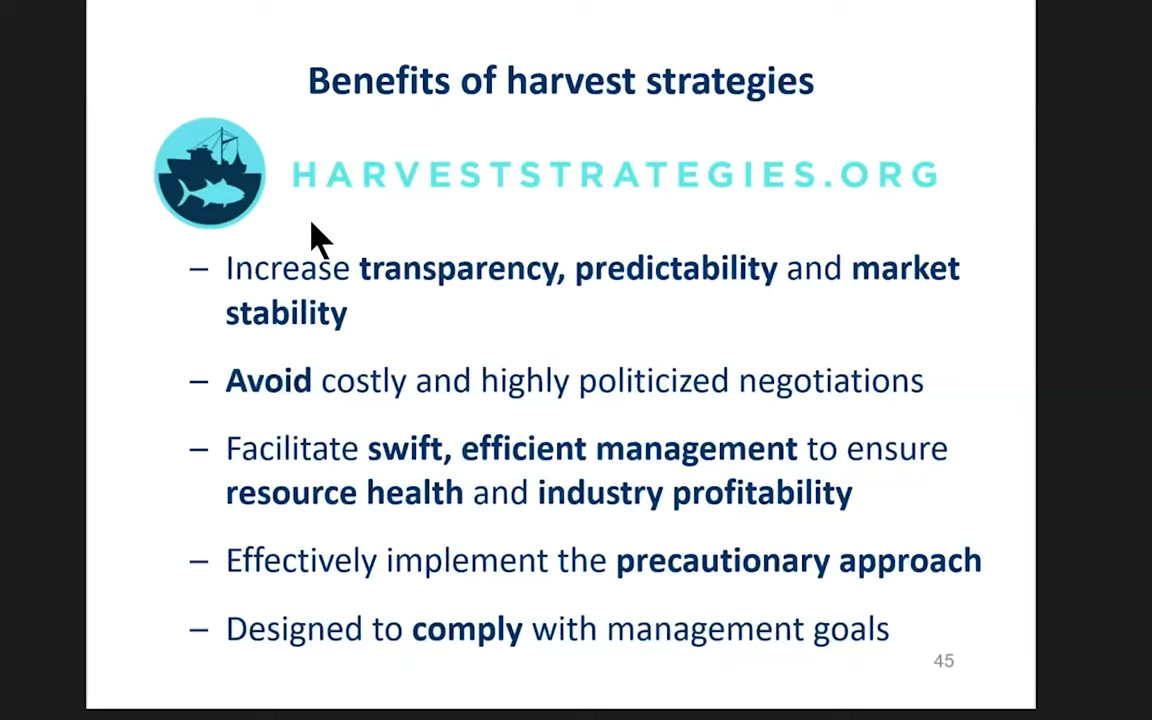 Benefits of harvest strategies
HARVESTSTRATEGIES.ORG
– Increase transparency, predictability and market
stability
– Avoid costly and highly politicized negotiations
– Facilitate swift, efficient management to ensure
resource health and industry profitability
– Effectively implement the precautionary approach
– Designed to comply with management goals
45